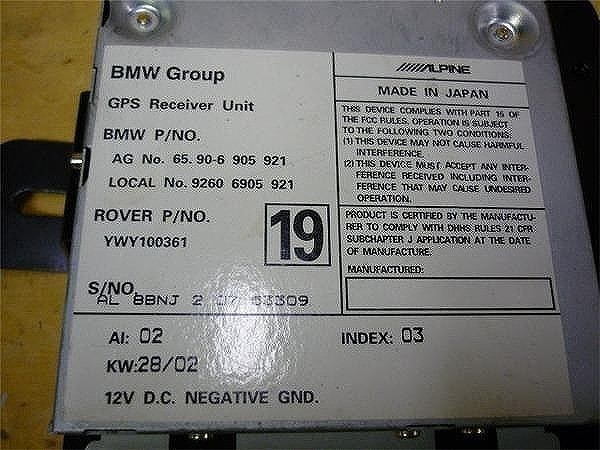 BMW Group
GPS Receiver Unit
BMW P/NO.
AG No. 65. 90-6 905 921
LOCAL No. 9260 6905 921
ROVER P/NO.
YWY100361
19
S/NO.
AL 8BNJ 2 07 63309
AI: 02
KW:28/02
12V D.C. NEGATIVE GND.
ALPINE
MADE IN JAPAN
THIS DEVICE COMPLIES WITH PART 15 OF
THE FCC RULES. OPERATION IS SUBJECT
TO THE FOLLOWING TWO CONDITIONS:
(1) THIS DEVICE MAY NOT CAUSE HARMFUL
INTERFERENCE.
(2) THIS DEVICE MUST ACCEPT ANY INTER-
FERENCE RECEIVED INCLUDING INTER-
FERENCE THAT MAY CAUSE UNDESIRED
OPERATION.
PRODUCT IS CERTIFIED BY THE MANUFACTU-
RER TO COMPLY WITH DHHS RULES 21 CFR
SUBCHAPTER J APPLICATION AT THE DATE
OF MANUFACTURE.
MANUFACTURED:
INDEX: 03